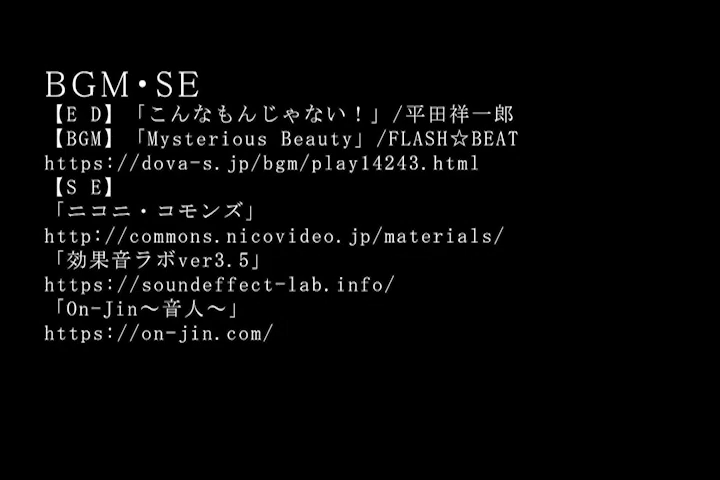 BGM・SE
【E D】「こんなもんじゃない！」/平田祥一郎
【BGM】「Mysterious Beauty」/FLASH☆BEAT
https://dova-s.jp/bgm/play14243.html
【S E】
「ニコニ・コモンズ」
http://commons.nicovideo.jp/materials/
「効果音ラボver3.5」
https://soundeffect-lab.info/
「On-Jin～音人～」
https://on-jin.com/